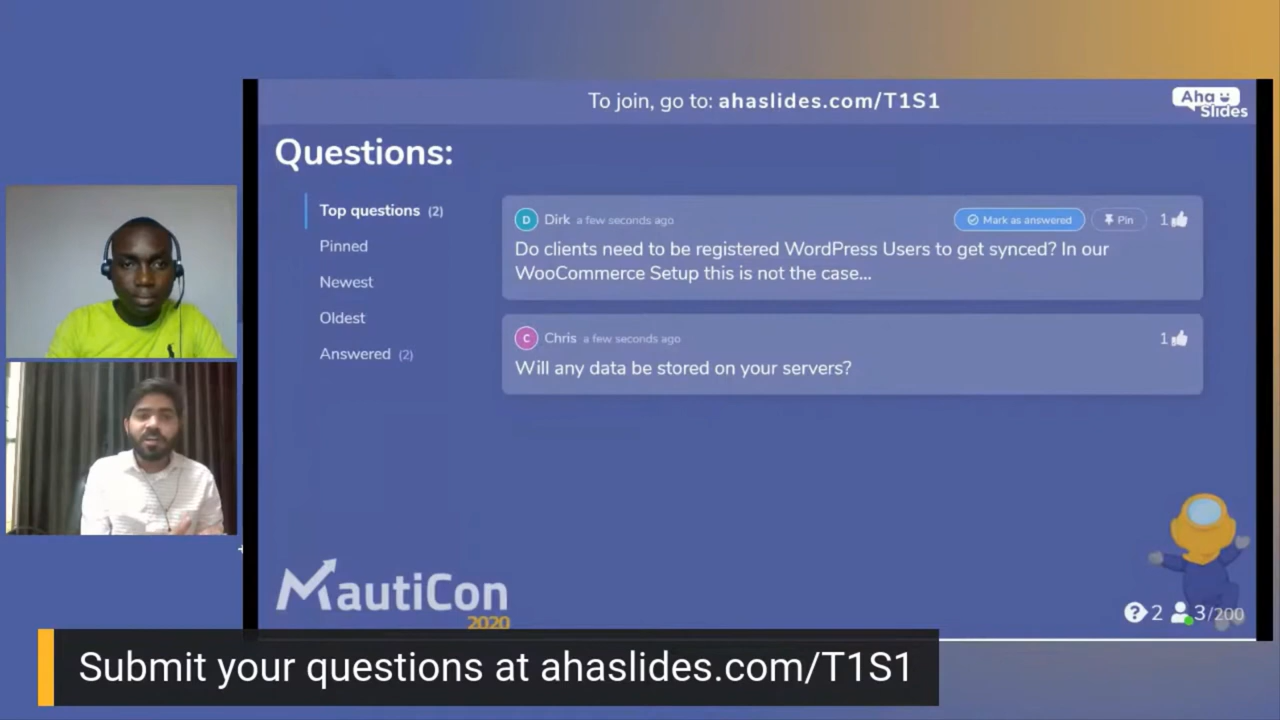 To join, go to: ahaslides.com/T1S1
Aha
Slides
Questions:
Top questions (2)
Pinned
Newest
Oldest
Answered (2)
D Dirk a few seconds ago
Mark as answered
Pin
1
Do clients need to be registered WordPress Users to get synced? In our
WooCommerce Setup this is not the case...
C Chris a few seconds ago
1
Will any data be stored on your servers?
MautiCon
2020
? 2 3/200
Submit your questions at ahaslides.com/T1S1